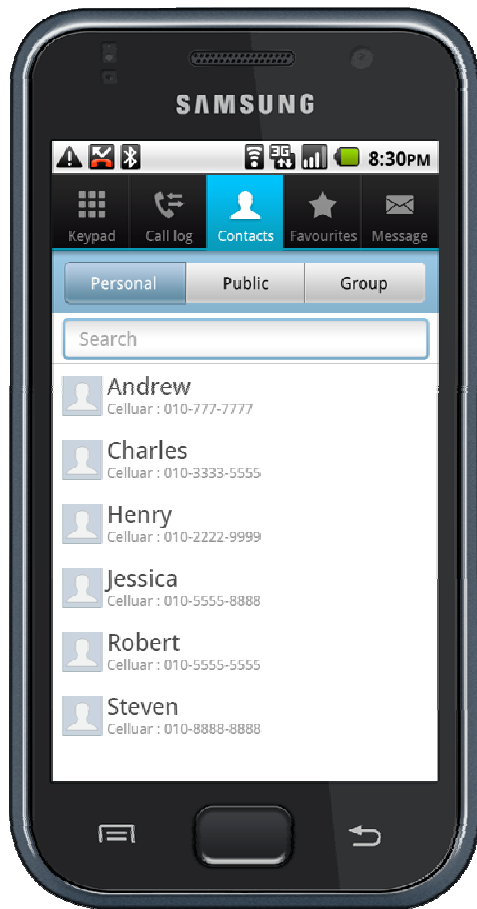 SAMSUNG
3G 8:30PM
Keypad Call log Contacts Favourites Message
Personal Public Group
Search
Andrew
Celluar : 010-777-7777
Charles
Celluar : 010-3333-5555
Henry
Celluar : 010-2222-9999
Jessica
Celluar : 010-5555-8888
Robert
Celluar : 010-5555-5555
Steven
Celluar : 010-8888-8888